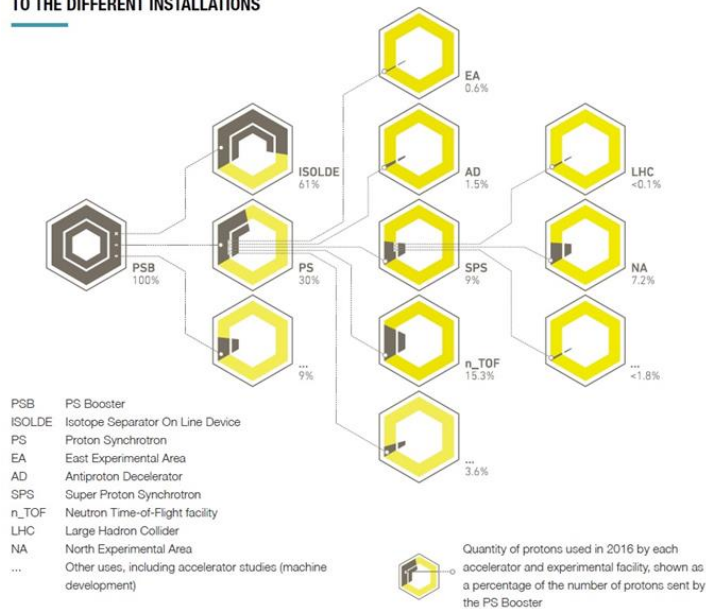 TO THE DIFFERENT INSTALLATIONS
EA
0.6%
ISOLDE
61%
AD
1.5%
LHC
<0.1%
PSB
100%
PS
30%
SPS
9%
NA
7.2%
...
9%
n_TOF
15.3%
...
<1.8%
...
3.6%
PSB PS Booster
ISOLDE Isotope Separator On Line Device
PS Proton Synchrotron
EA East Experimental Area
AD Antiproton Decelerator
SPS Super Proton Synchrotron
n_TOF Neutron Time-of-Flight facility
LHC Large Hadron Collider
NA North Experimental Area
... Other uses, including accelerator studies (machine
development)
Quantity of protons used in 2016 by each
accelerator and experimental facility, shown as
a percentage of the number of protons sent by
the PS Booster